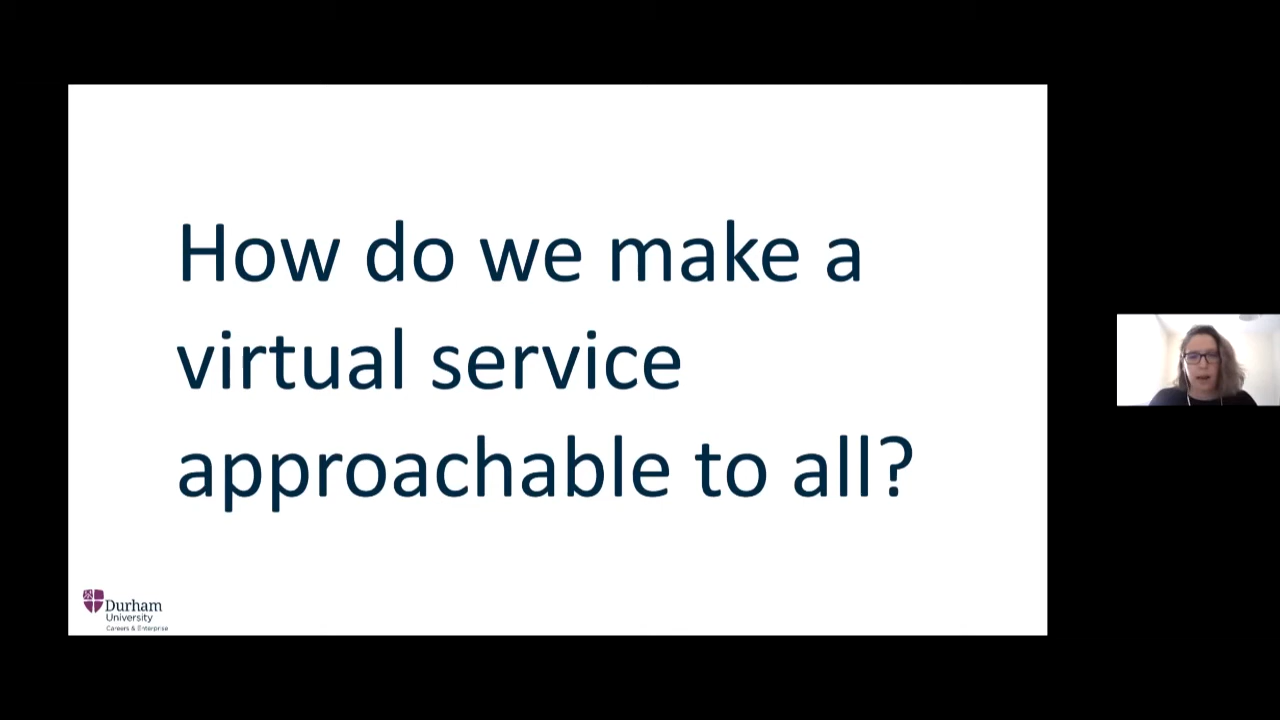 How do we make a
virtual service
approachable to all?
Durham
University
Careers & Enterprise